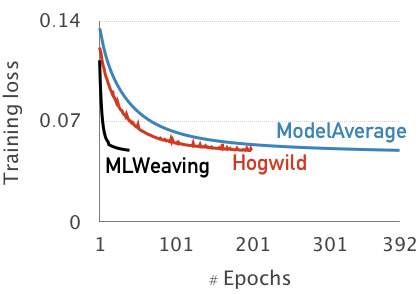 0.14
Training loss
0.07
ModelAverage
MLWeaving
Hogwild
0
1
101
201
301
392
# Epochs